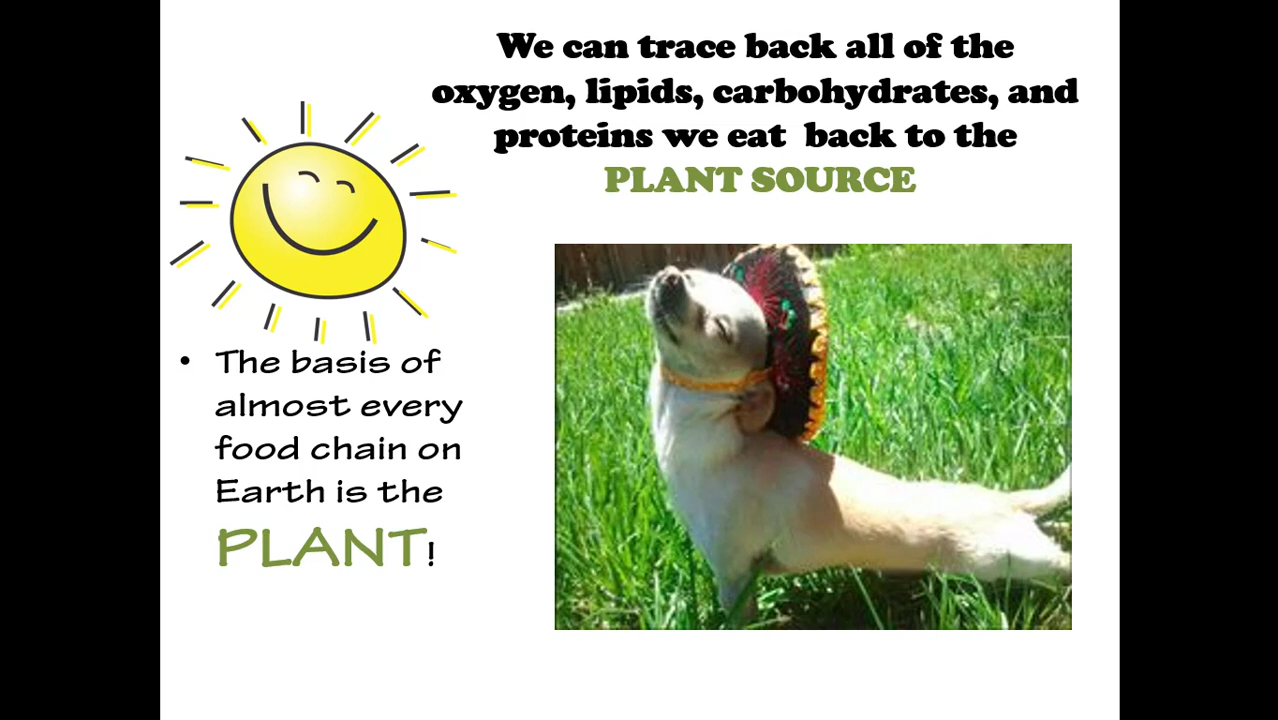 We can trace back all of the
oxygen, lipids, carbohydrates, and
proteins we eat back to the
PLANT SOURCE
• The basis of
almost every
food chain on
Earth is the
PLANT!